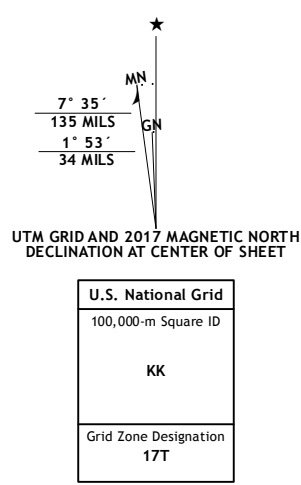 ★
MN
7° 35´
135 MILS
GN
1° 53´
34 MILS
UTM GRID AND 2017 MAGNETIC NORTH
DECLINATION AT CENTER OF SHEET
U.S. National Grid
100,000-m Square ID
KK
Grid Zone Designation
17T